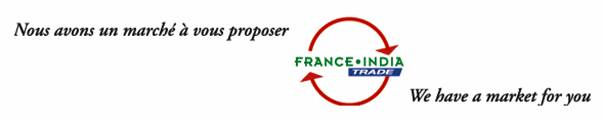 Nous avons un marché à vous proposer
FRANCE•INDIA
TRADE
We have a market for you